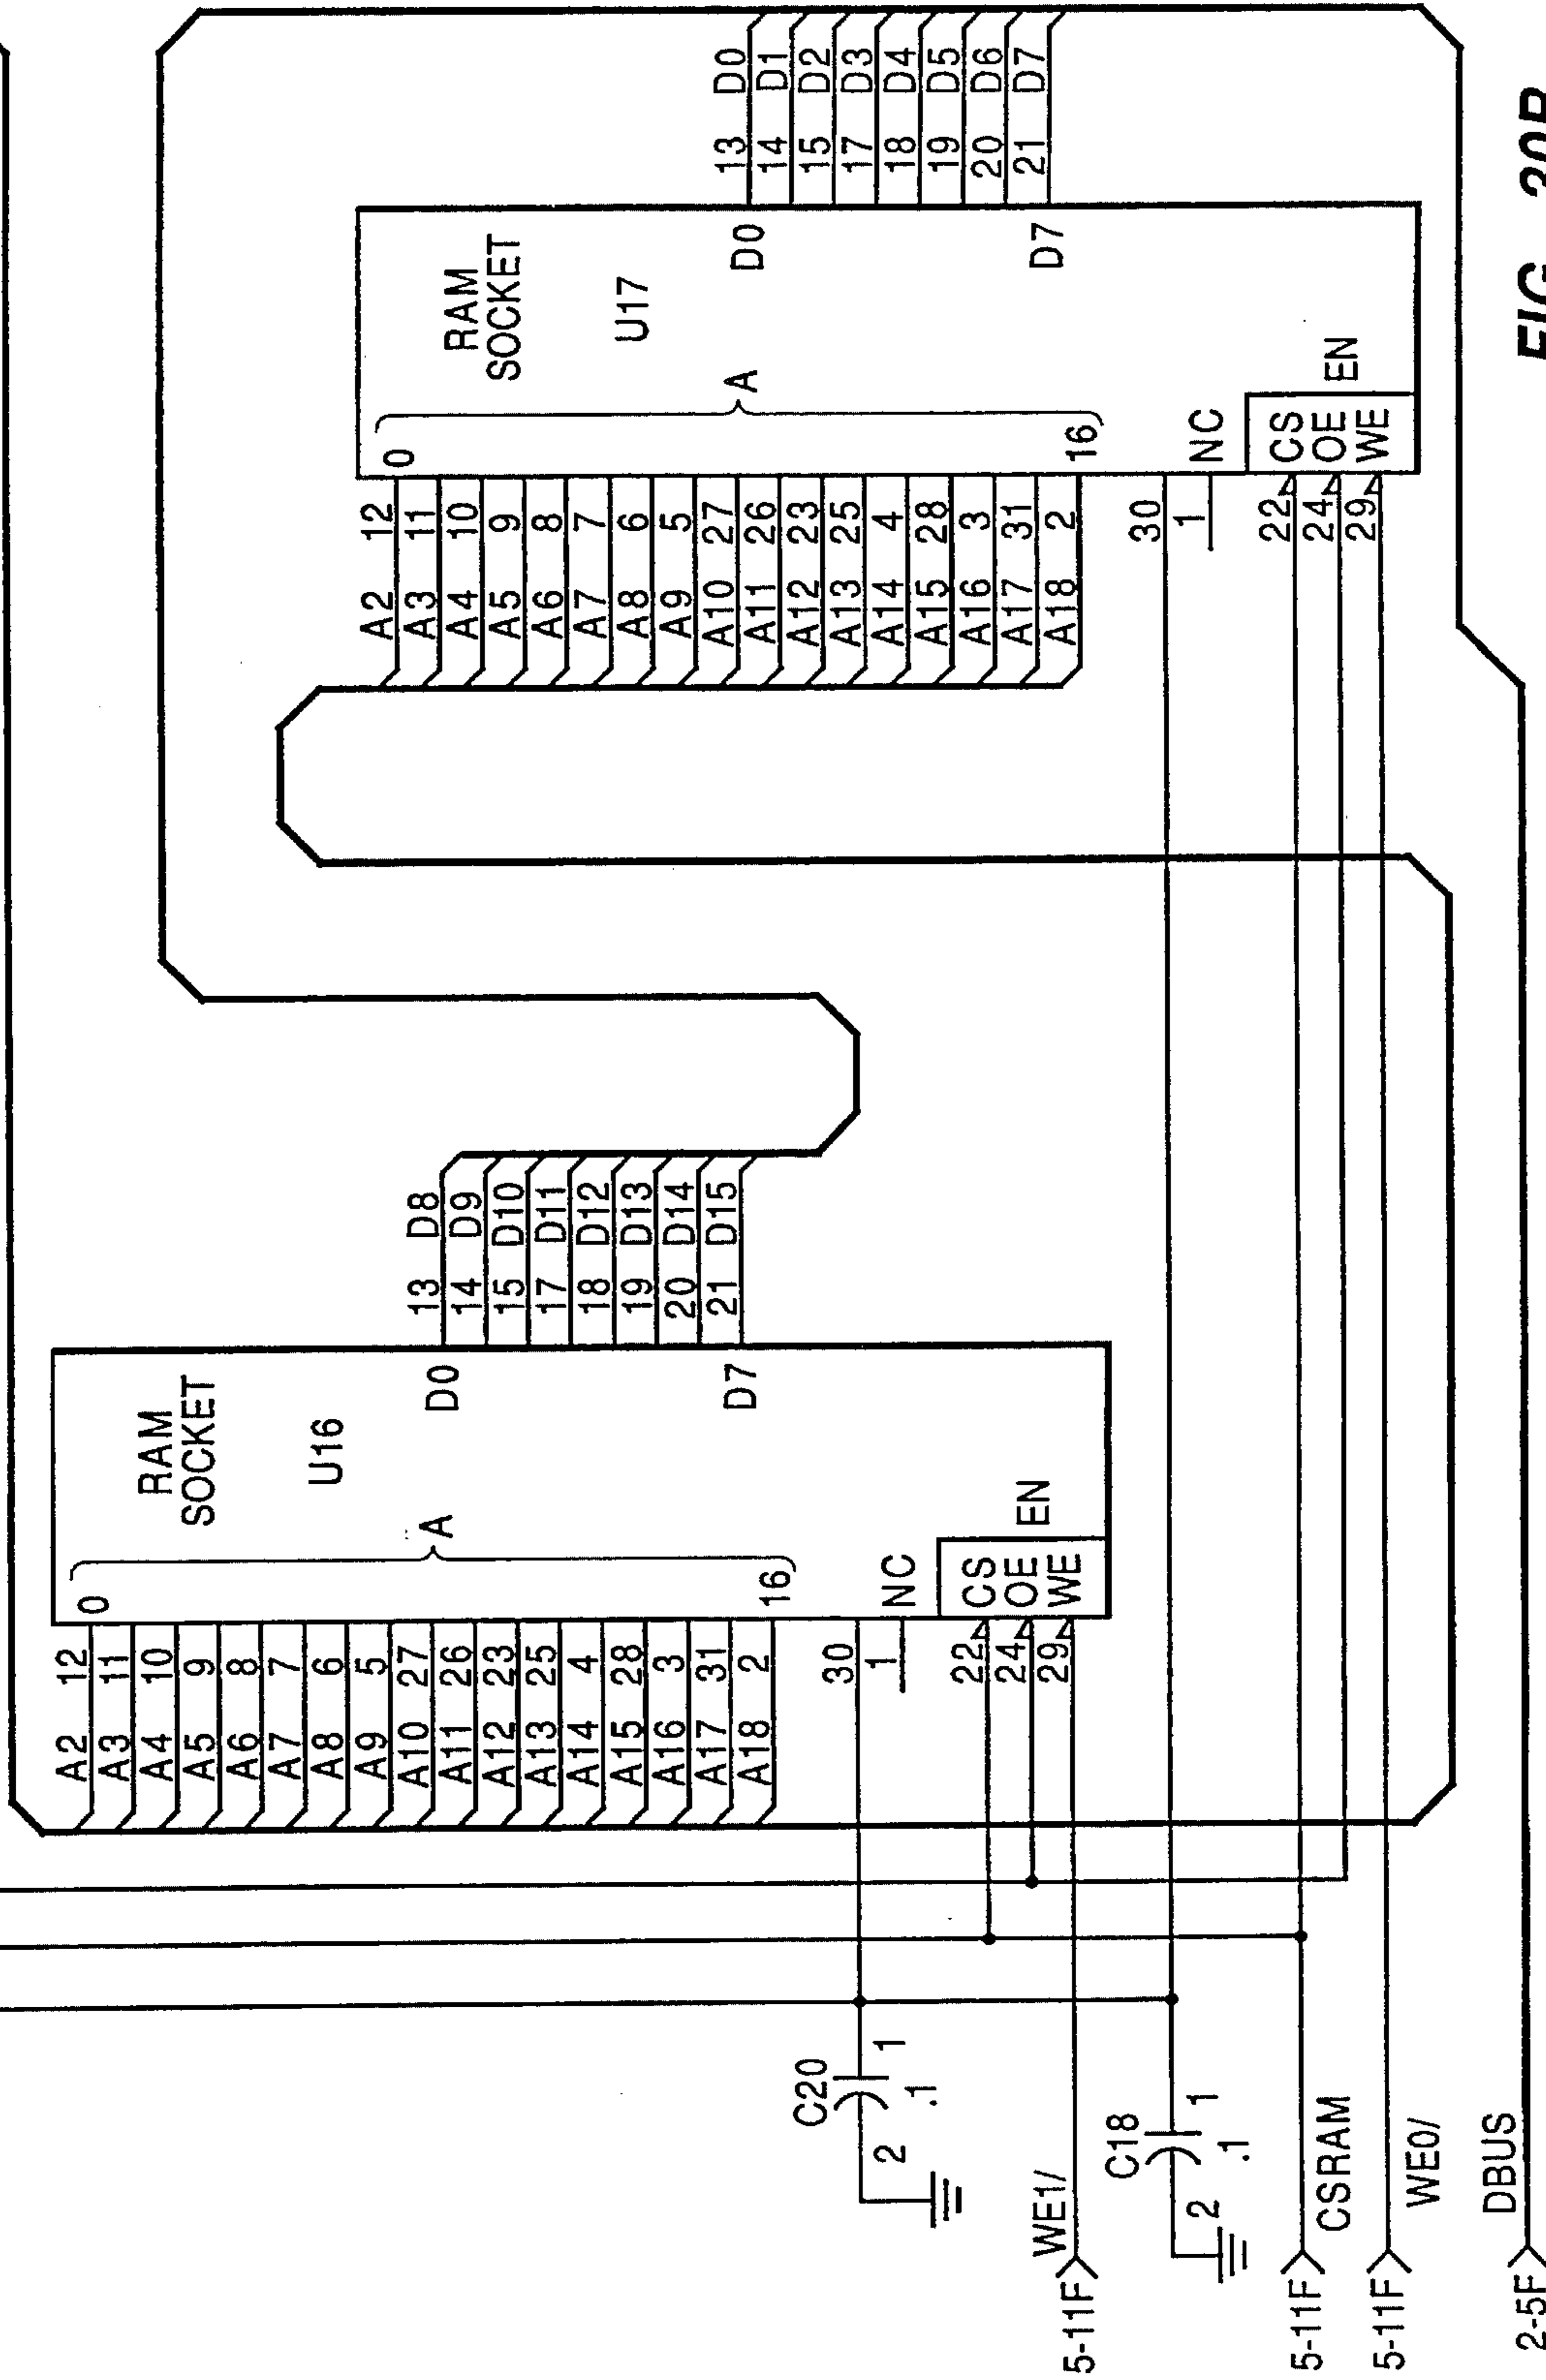 RAM
SOCKET
U16
0
A
16
D0
D7
NC
CS
OE
WE
EN
A2 12
A3 11
A4 10
A5 9
A6 8
A7 7
A8 6
A9 5
A10 27
A11 26
A12 23
A13 25
A14 4
A15 28
A16 3
A17 31
A18 2
30
1
22
24
29
13 D8
14 D9
15 D10
17 D11
18 D12
19 D13
20 D14
21 D15
RAM
SOCKET
U17
0
A
16
D0
D7
NC
CS
OE
WE
EN
A2 12
A3 11
A4 10
A5 9
A6 8
A7 7
A8 6
A9 5
A10 27
A11 26
A12 23
A13 25
A14 4
A15 28
A16 3
A17 31
A18 2
30
1
22
24
29
13 D0
14 D1
15 D2
17 D3
18 D4
19 D5
20 D6
21 D7
C20
2 1
.1
5-11F WE1/
C18
2 1
.1
5-11F CSRAM
5-11F WE0/
2-5F DBUS
FIG.